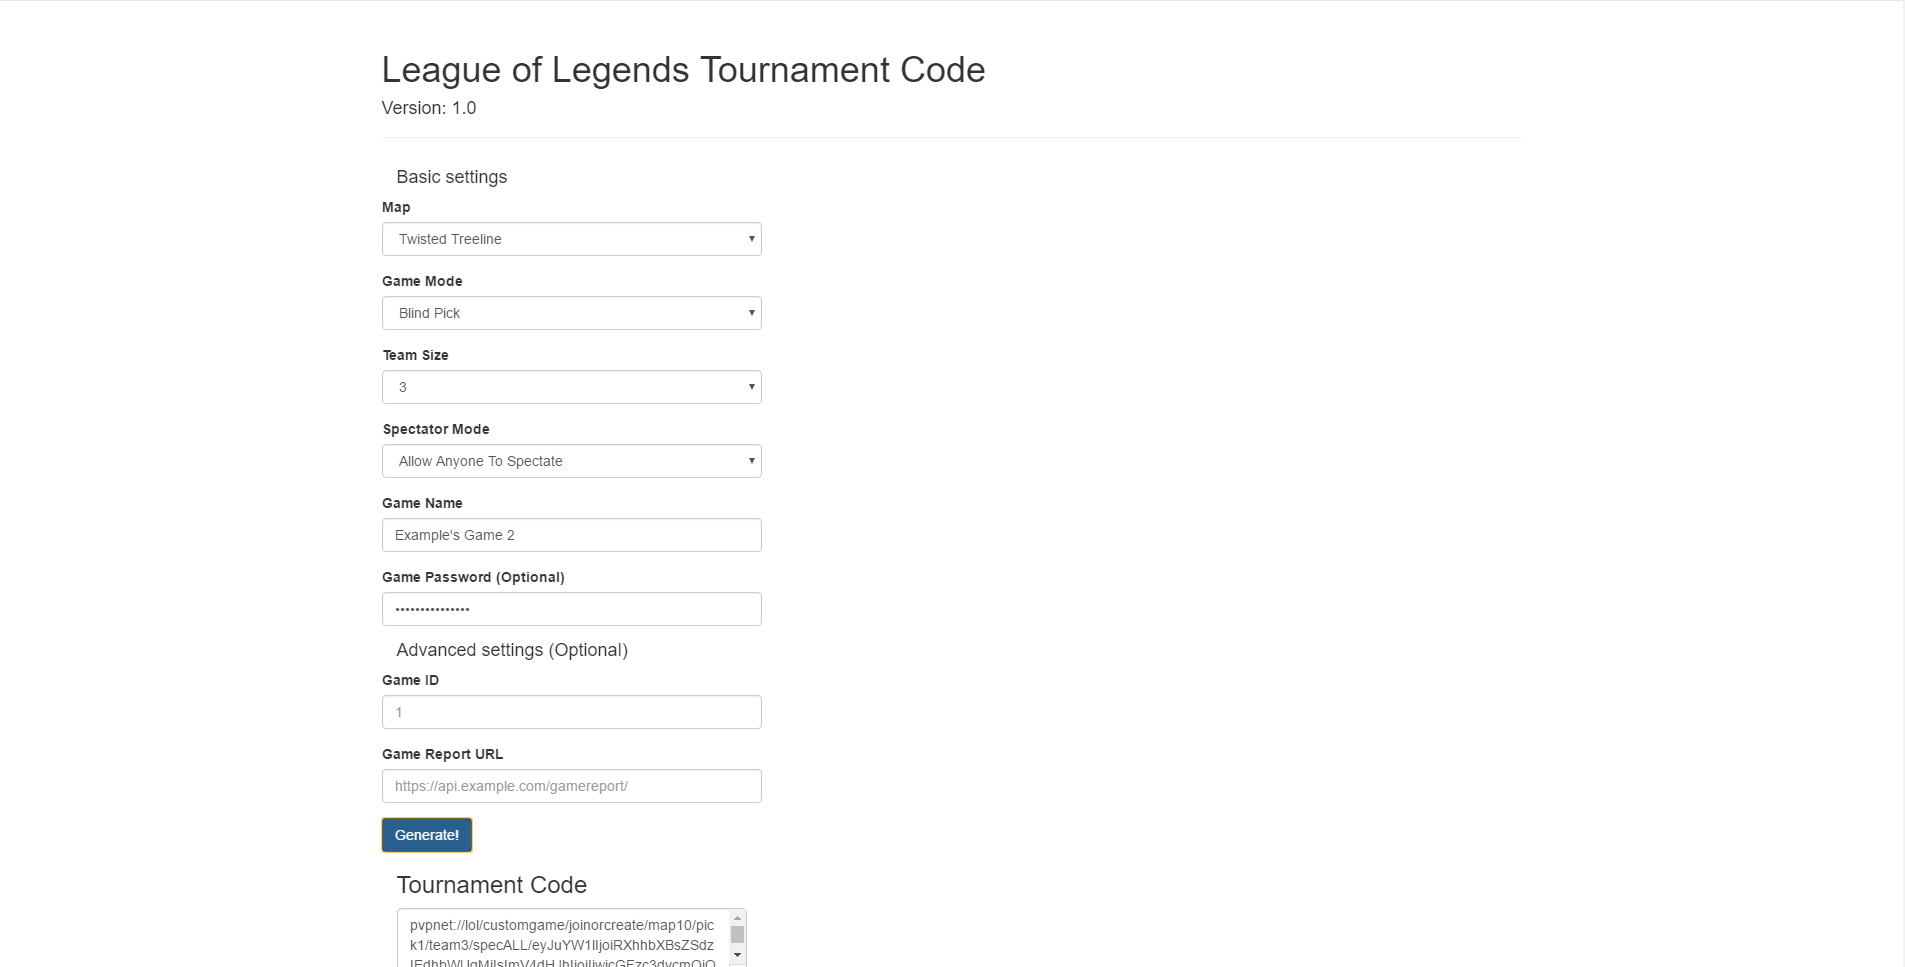 League of Legends Tournament Code
Version: 1.0
Basic settings
Map
Twisted Treeline
Game Mode
Blind Pick
Team Size
3
Spectator Mode
Allow Anyone To Spectate
Game Name
Example's Game 2
Game Password (Optional)
•••••••••••••••
Advanced settings (Optional)
Game ID
1
Game Report URL
https://api.example.com/gamereport/
Generate!
Tournament Code
pvpnet://lol/customgame/joinorcreate/map10/pic
k1/team3/specALL/eyJuYW1lIjoiRXhhbXBsZSdz